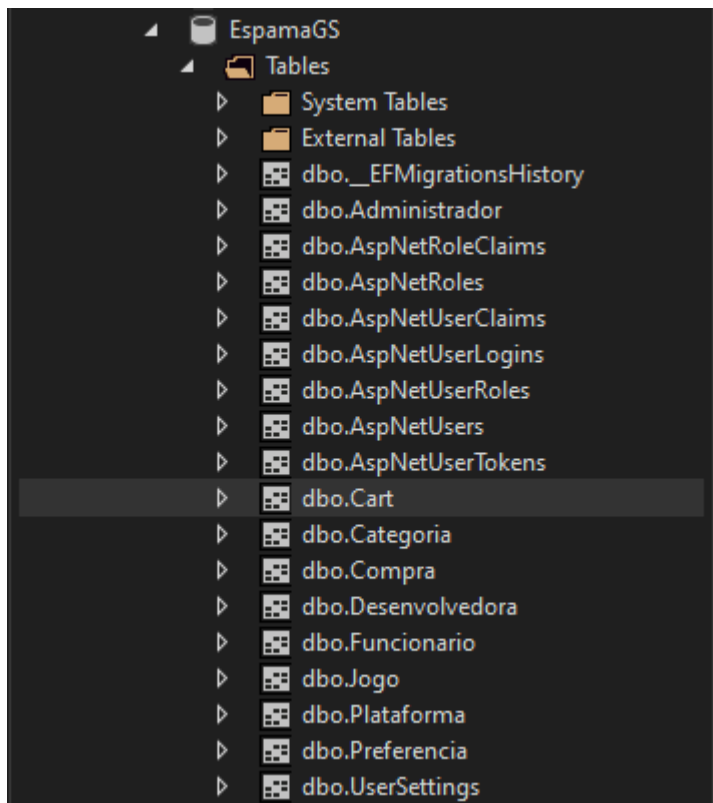 EspamaGS
Tables
System Tables
External Tables
dbo.__EFMigrationsHistory
dbo.Administrador
dbo.AspNetRoleClaims
dbo.AspNetRoles
dbo.AspNetUserClaims
dbo.AspNetUserLogins
dbo.AspNetUserRoles
dbo.AspNetUsers
dbo.AspNetUserTokens
dbo.Cart
dbo.Categoria
dbo.Compra
dbo.Desenvolvedora
dbo.Funcionario
dbo.Jogo
dbo.Plataforma
dbo.Preferencia
dbo.UserSettings